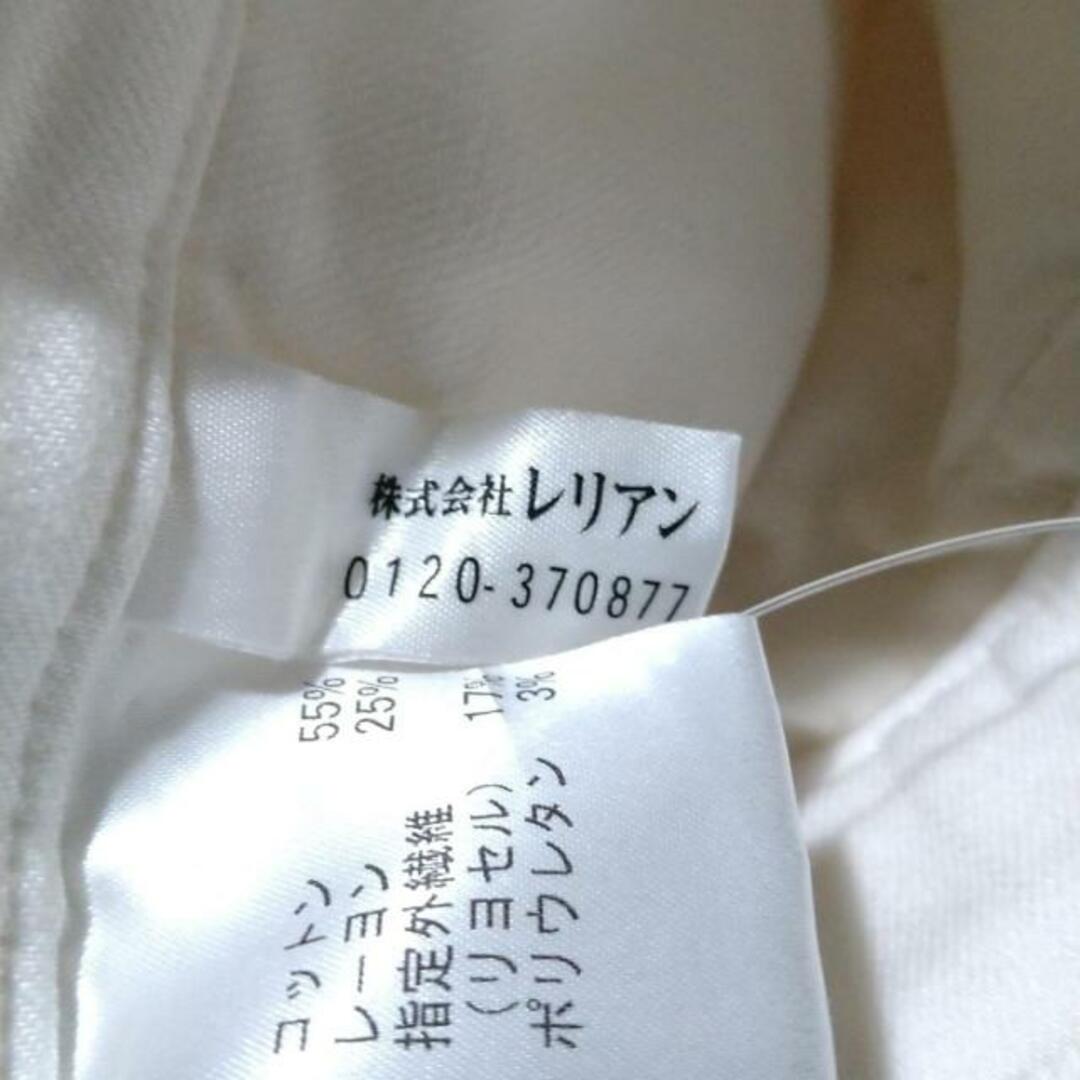 株式会社レリアン
0120-370877
コットン 55%
レーヨン 25%
指定外繊維
(リヨセル) 17%
ポリウレタン 3%